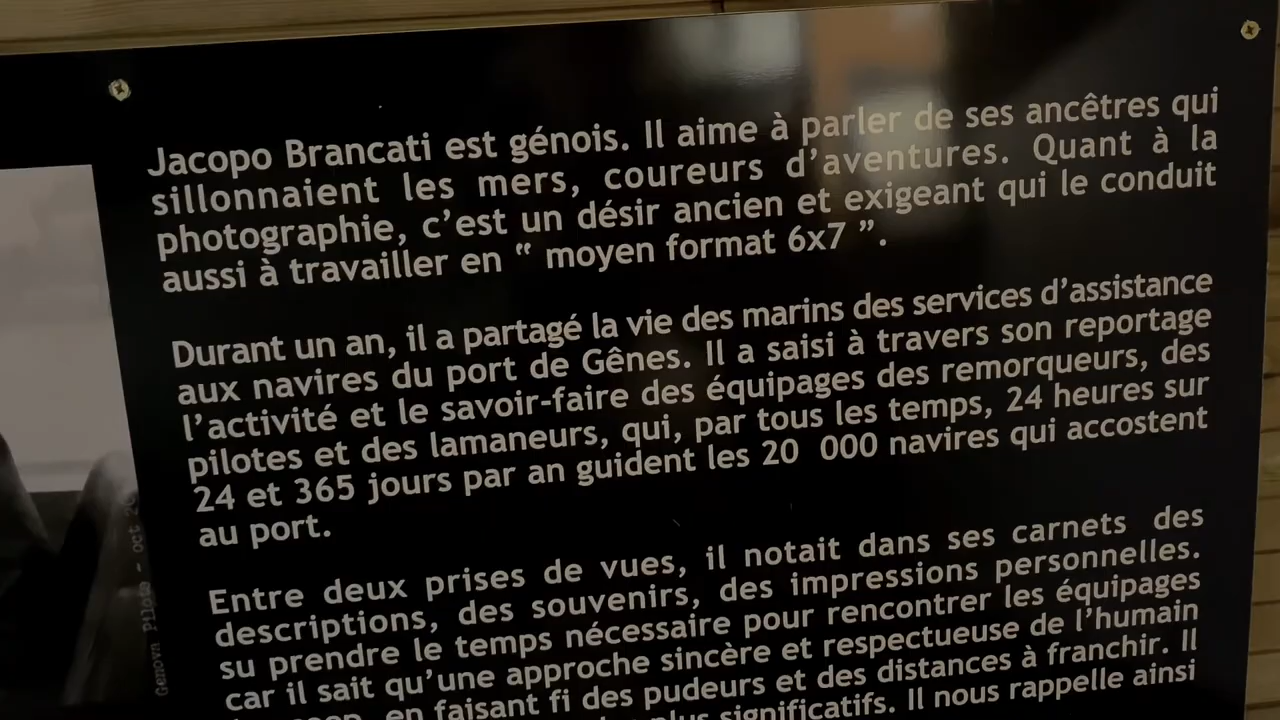 Jacopo Brancati est génois. Il aime à parler de ses ancêtres qui
sillonnaient les mers, coureurs d’aventures. Quant à la
photographie, c’est un désir ancien et exigeant qui le conduit
aussi à travailler en “ moyen format 6x7 ”.
Durant un an, il a partagé la vie des marins des services d’assistance
aux navires du port de Gênes. Il a saisi à travers son reportage
l’activité et le savoir-faire des équipages des remorqueurs, des
pilotes et des lamaneurs, qui, par tous les temps, 24 heures sur
24 et 365 jours par an guident les 20 000 navires qui accostent
au port.
Entre deux prises de vues, il notait dans ses carnets des
descriptions, des souvenirs, des impressions personnelles.
su prendre le temps nécessaire pour rencontrer les équipages
car il sait qu’une approche sincère et respectueuse de l’humain
en faisant fi des pudeurs et des distances à franchir. Il
plus significatifs. Il nous rappelle ainsi
Genova Piloto - oct